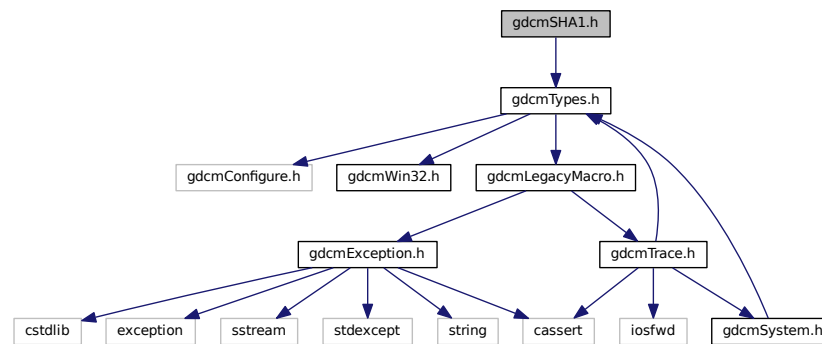 gdcmSHA1.h
gdcmTypes.h
gdcmConfigure.h
gdcmWin32.h
gdcmLegacyMacro.h
gdcmException.h
gdcmTrace.h
cstdlib
exception
sstream
stdexcept
string
cassert
iosfwd
gdcmSystem.h